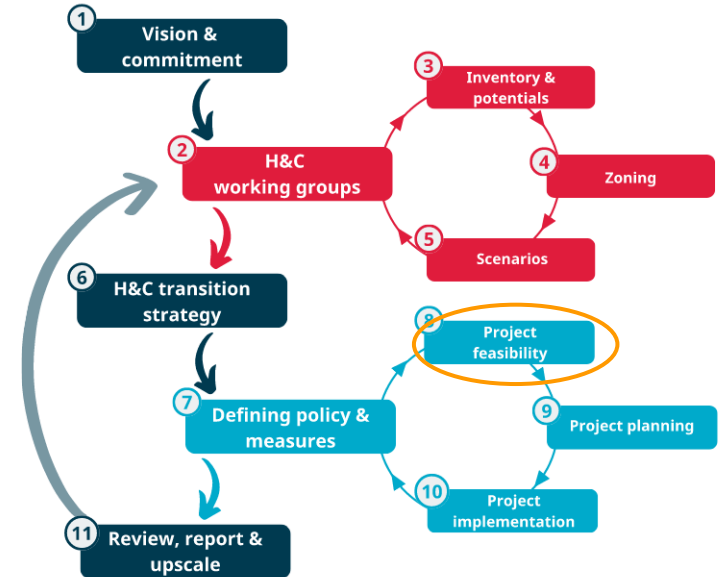 1
Vision &
commitment
2
H&C
working groups
3
Inventory &
potentials
4
Zoning
5
Scenarios
6
H&C transition
strategy
7
Defining policy &
measures
8
Project
feasibility
9
Project planning
10
Project
implementation
11
Review, report &
upscale